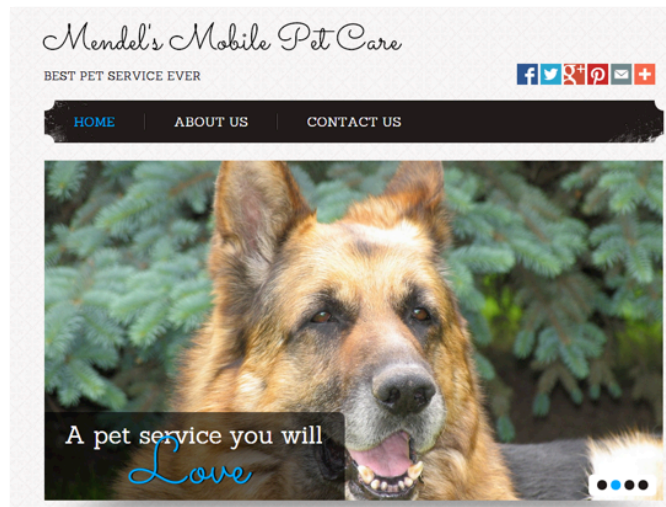 Mendel's Mobile Pet Care
BEST PET SERVICE EVER
HOME ABOUT US CONTACT US
A pet service you will
Love